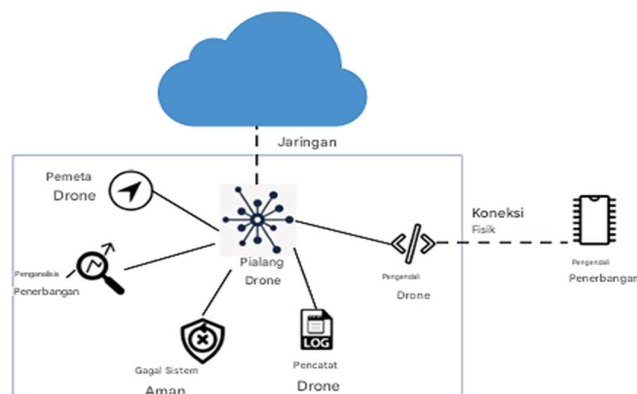 Jaringan
Pemeta
Drone
Koneksi
Fisik
Pialang
Drone
Penganalisis
Penerbangan
Pengendali
Drone
Pengendali
Penerbangan
LOG
Gagal Sistem
Aman
Pencatat
Drone